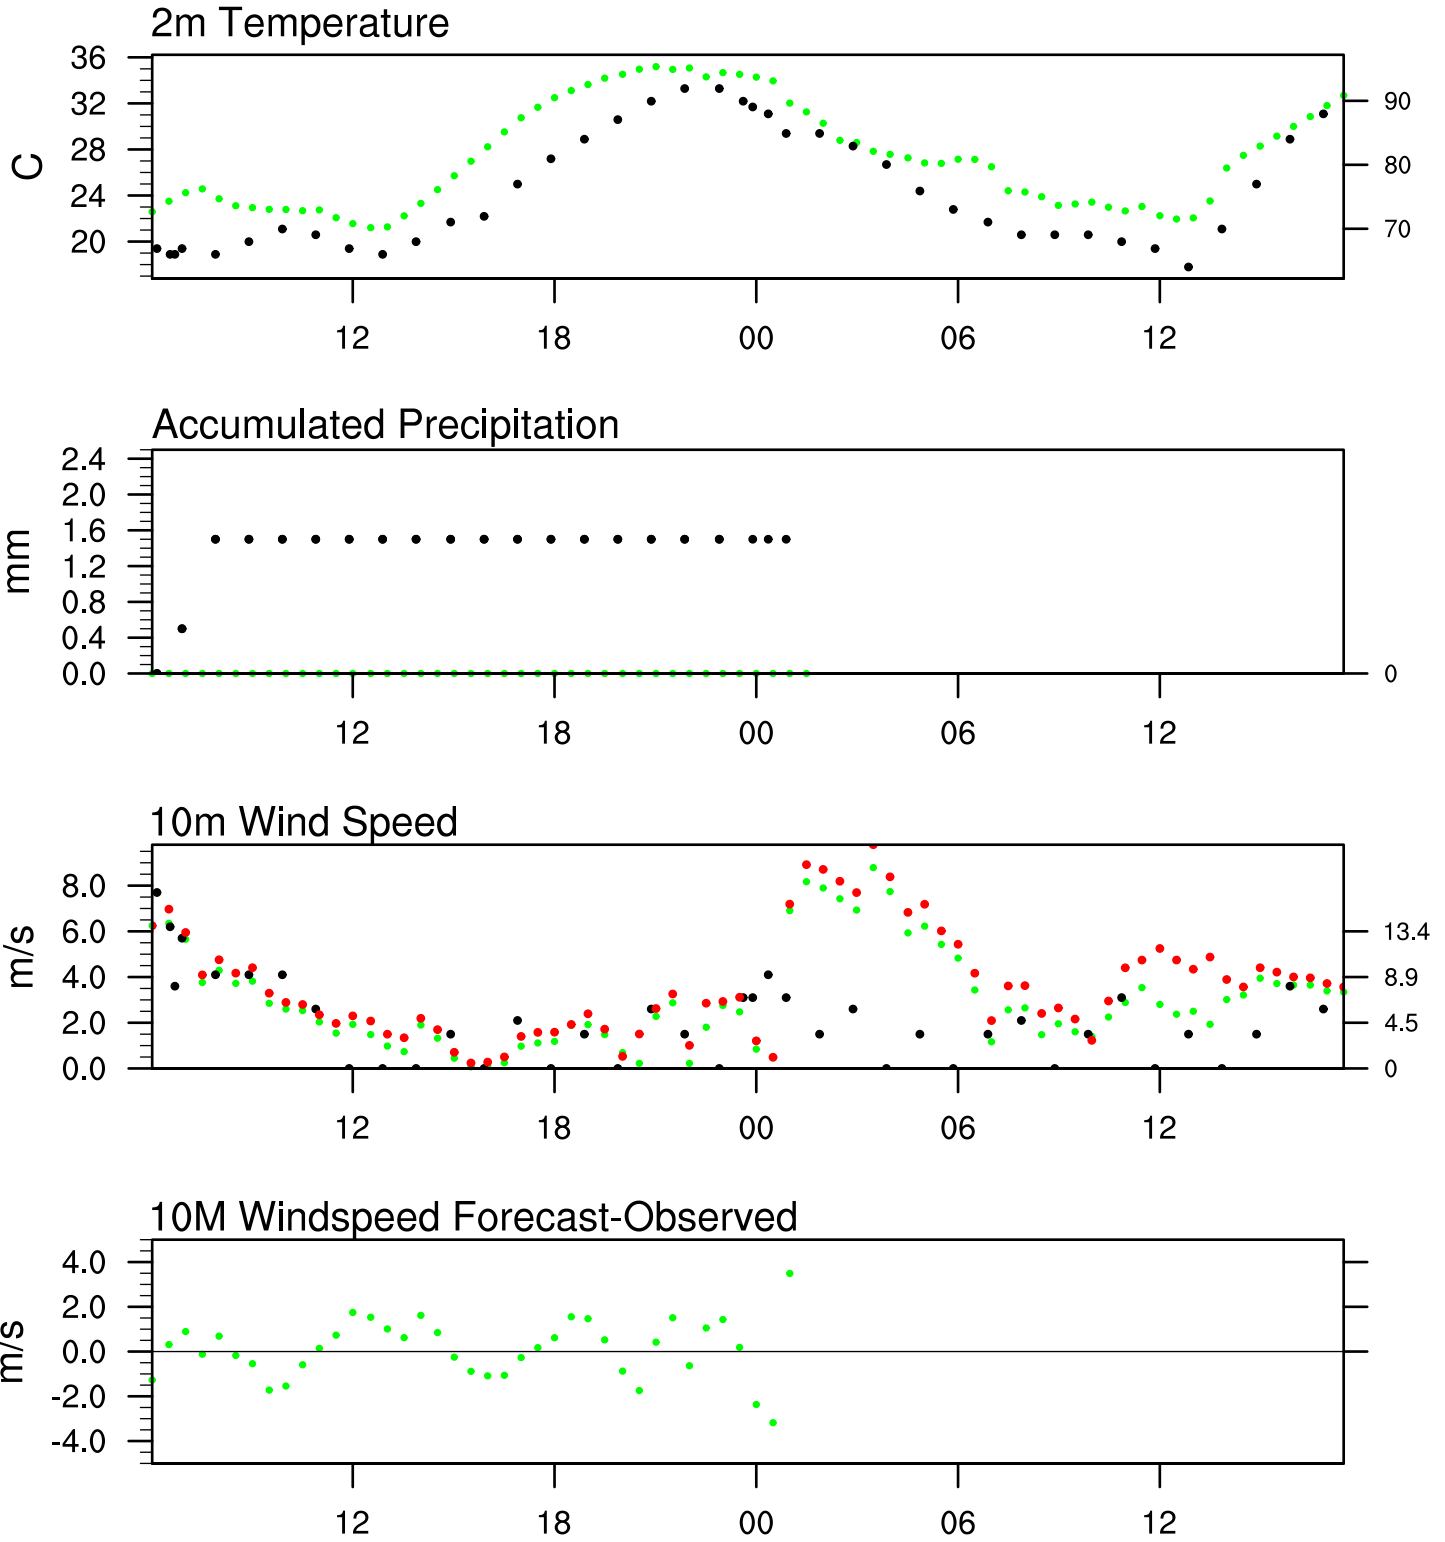 2m Temperature
36
32
90
28
C
80
24
20
70
12 18 00 06 12
Accumulated Precipitation
2.4
2.0
1.6
mm
1.2
0.8
0.4
0.0
0
12 18 00 06 12
10m Wind Speed
8.0
6.0
13.4
m/s
4.0
8.9
2.0
4.5
0.0
0
12 18 00 06 12
10M Windspeed Forecast-Observed
4.0
2.0
m/s
0.0
-2.0
-4.0
12 18 00 06 12